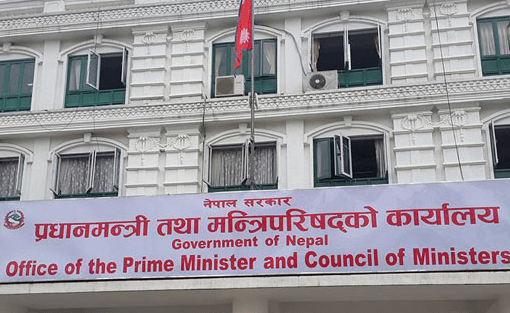 नेपाल सरकार
प्रधानमन्त्री तथा मन्त्रिपरिषद्को कार्यालय
Government of Nepal
Office of the Prime Minister and Council of Ministers